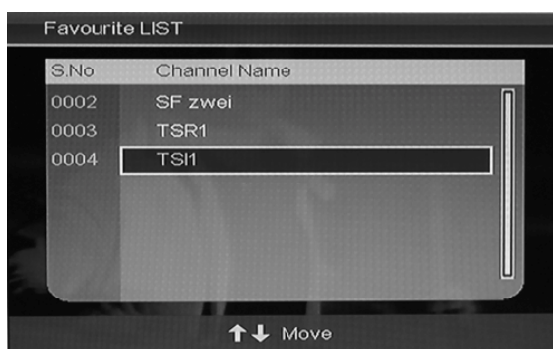 Favourite LIST
S.No Channel Name
0002 SF zwei
0003 TSR1
0004 TSI1
Move